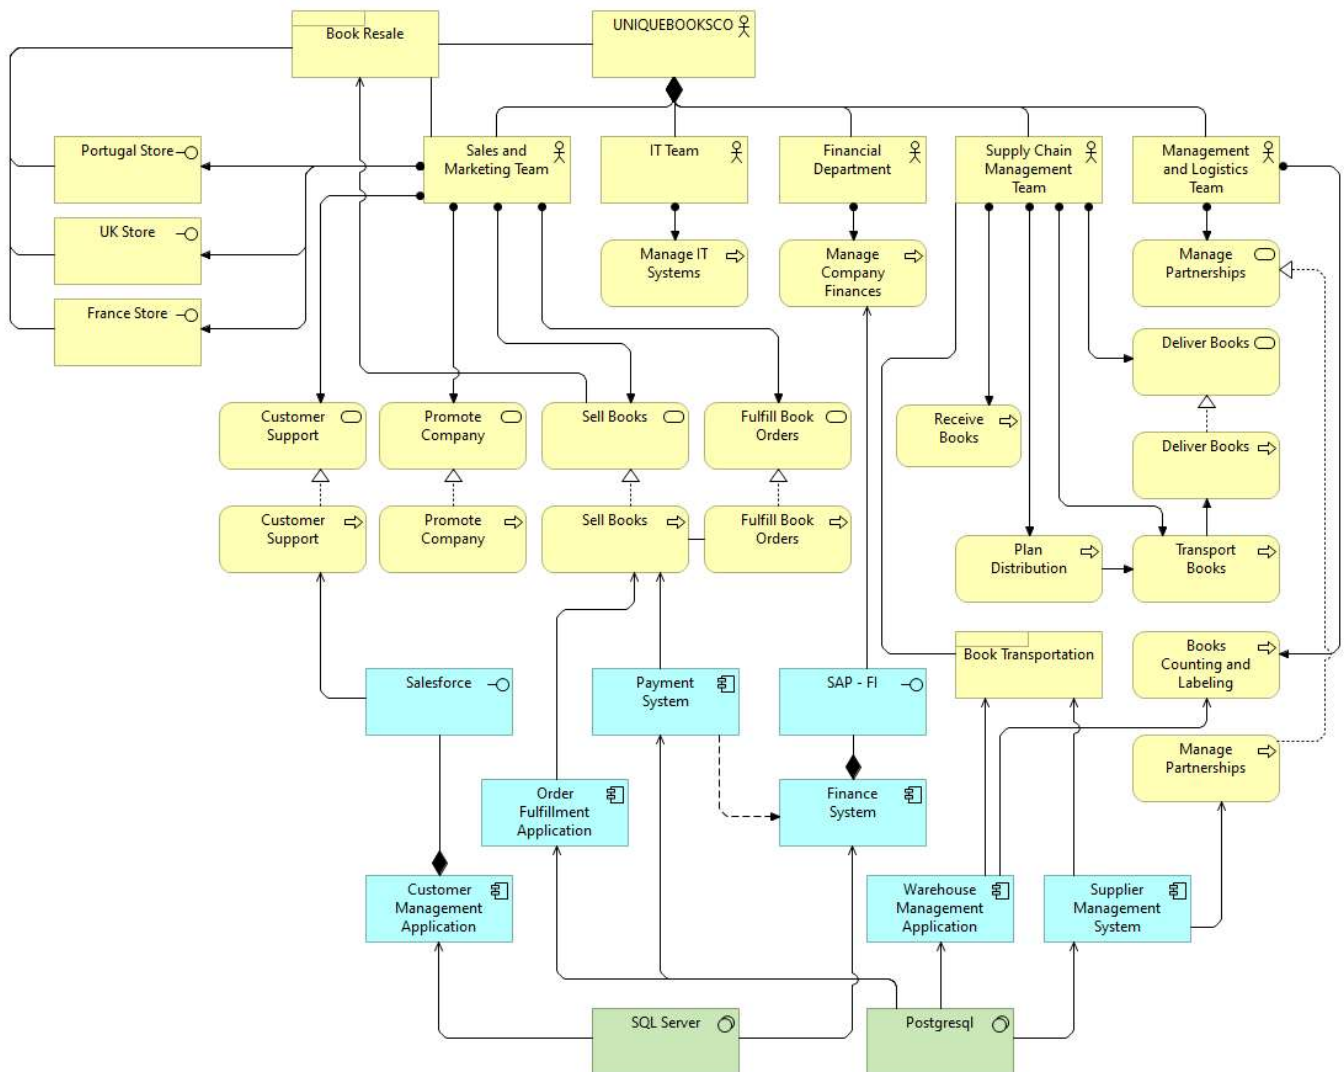 Book Resale
UNIQUEBOOKSCO
Portugal Store
Sales and
Marketing Team
IT Team
Financial
Department
Supply Chain
Management
Team
Management
and Logistics
Team
UK Store
Manage IT
Systems
Manage
Company
Finances
Manage
Partnerships
France Store
Deliver Books
Customer
Support
Promote
Company
Sell Books
Fulfill Book
Orders
Receive
Books
Deliver Books
Customer
Support
Promote
Company
Sell Books
Fulfill Book
Orders
Plan
Distribution
Transport
Books
Book Transportation
Books
Counting and
Labeling
Salesforce
Payment
System
SAP - FI
Manage
Partnerships
Order
Fulfillment
Application
Finance
System
Customer
Management
Application
Warehouse
Management
Application
Supplier
Management
System
SQL Server
Postgresql